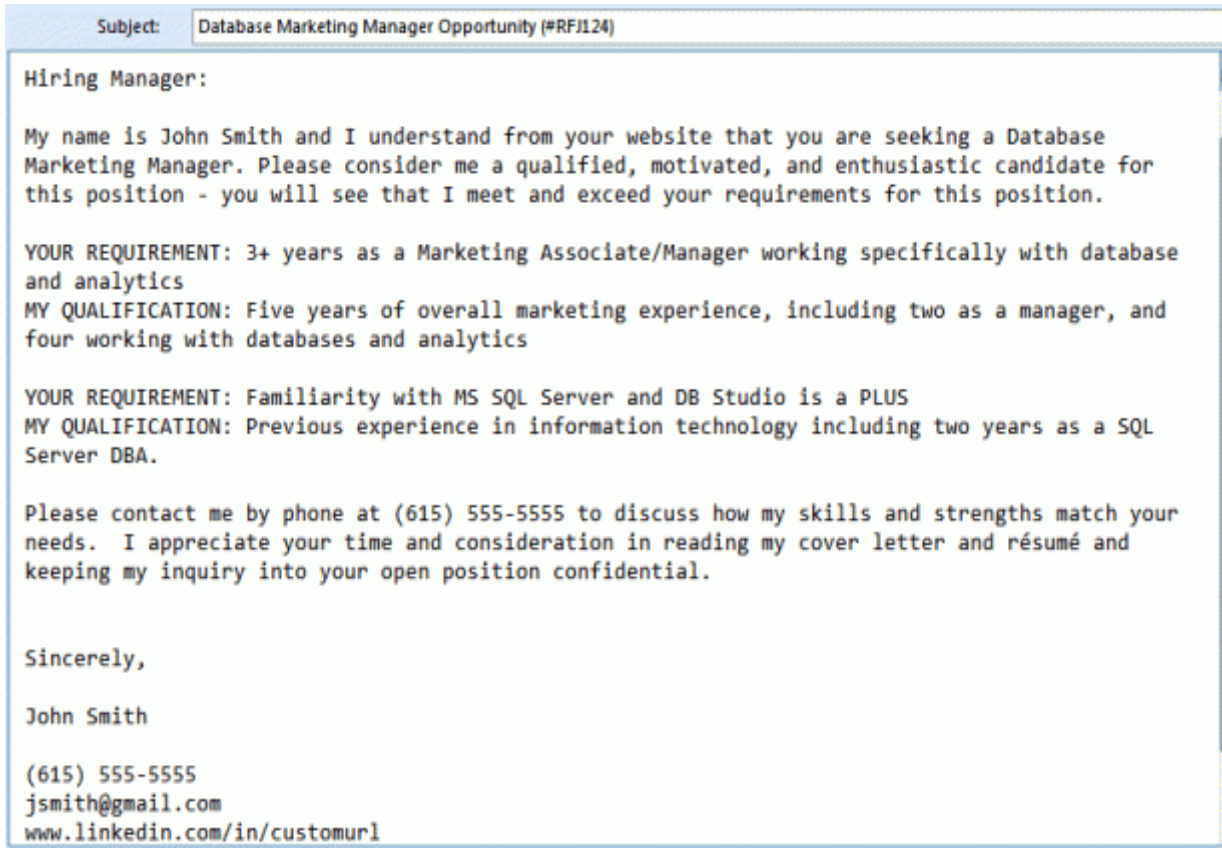 Subject: Database Marketing Manager Opportunity (#RFJ124)
Hiring Manager:
My name is John Smith and I understand from your website that you are seeking a Database
Marketing Manager. Please consider me a qualified, motivated, and enthusiastic candidate for
this position - you will see that I meet and exceed your requirements for this position.
YOUR REQUIREMENT: 3+ years as a Marketing Associate/Manager working specifically with database
and analytics
MY QUALIFICATION: Five years of overall marketing experience, including two as a manager, and
four working with databases and analytics
YOUR REQUIREMENT: Familiarity with MS SQL Server and DB Studio is a PLUS
MY QUALIFICATION: Previous experience in information technology including two years as a SQL
Server DBA.
Please contact me by phone at (615) 555-5555 to discuss how my skills and strengths match your
needs.  I appreciate your time and consideration in reading my cover letter and résumé and
keeping my inquiry into your open position confidential.
Sincerely,
John Smith
(615) 555-5555
jsmith@gmail.com
www.linkedin.com/in/customurl